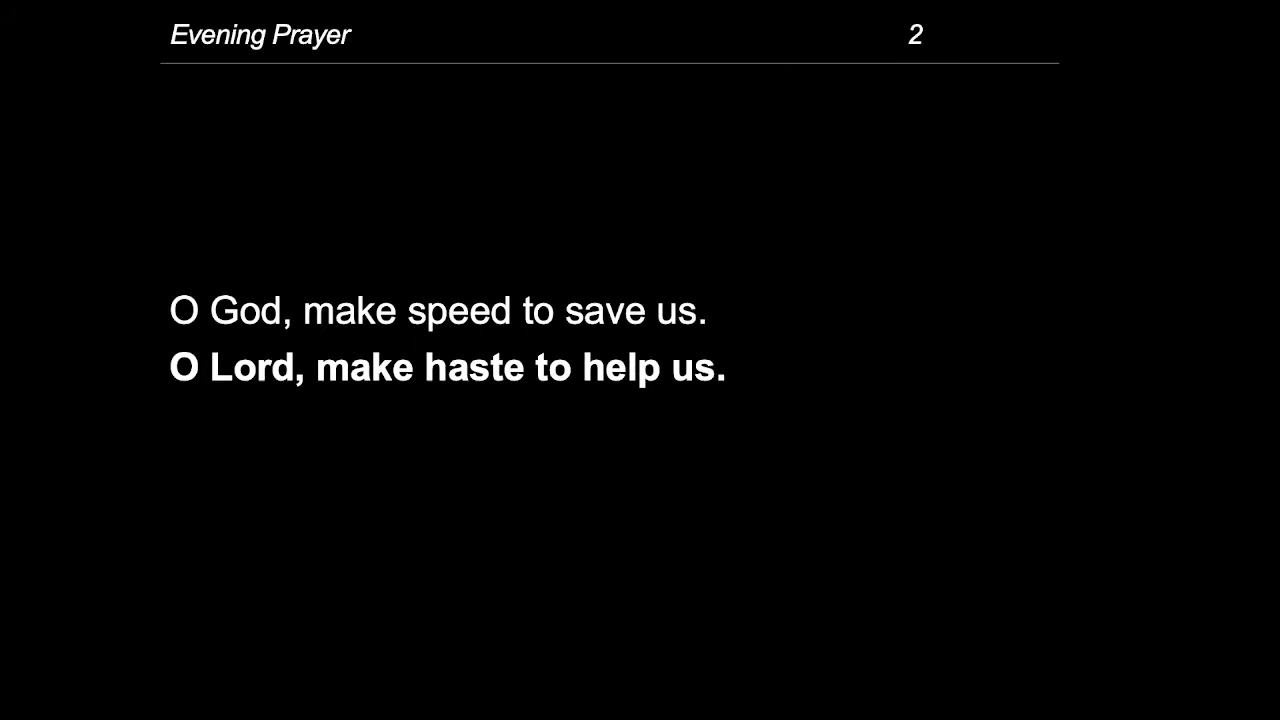 Evening Prayer 2
O God, make speed to save us.
O Lord, make haste to help us.